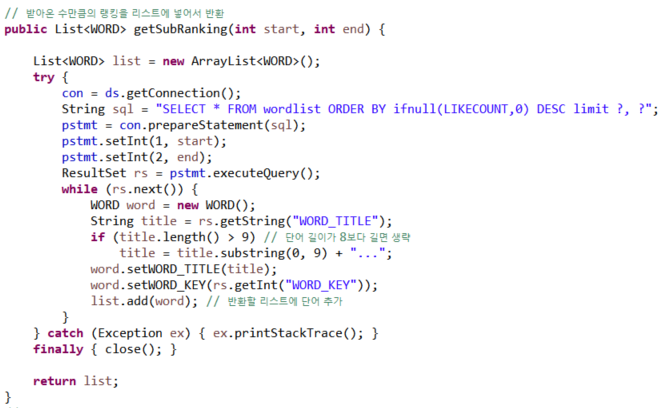 // 받아온 수만큼의 랭킹을 리스트에 넣어서 반환
public List<WORD> getSubRanking(int start, int end) {
List<WORD> list = new ArrayList<WORD>();
try {
con = ds.getConnection();
String sql = "SELECT * FROM wordlist ORDER BY ifnull(LIKECOUNT,0) DESC limit ?, ?";
pstmt = con.prepareStatement(sql);
pstmt.setInt(1, start);
pstmt.setInt(2, end);
ResultSet rs = pstmt.executeQuery();
while (rs.next()) {
WORD word = new WORD();
String title = rs.getString("WORD_TITLE");
if (title.length() > 9) // 단어 길이가 8보다 길면 생략
title = title.substring(0, 9) + "...";
word.setWORD_TITLE(title);
word.setWORD_KEY(rs.getInt("WORD_KEY"));
list.add(word); // 반환할 리스트에 단어 추가
}
} catch (Exception ex) { ex.printStackTrace(); }
finally { close(); }
return list;
}